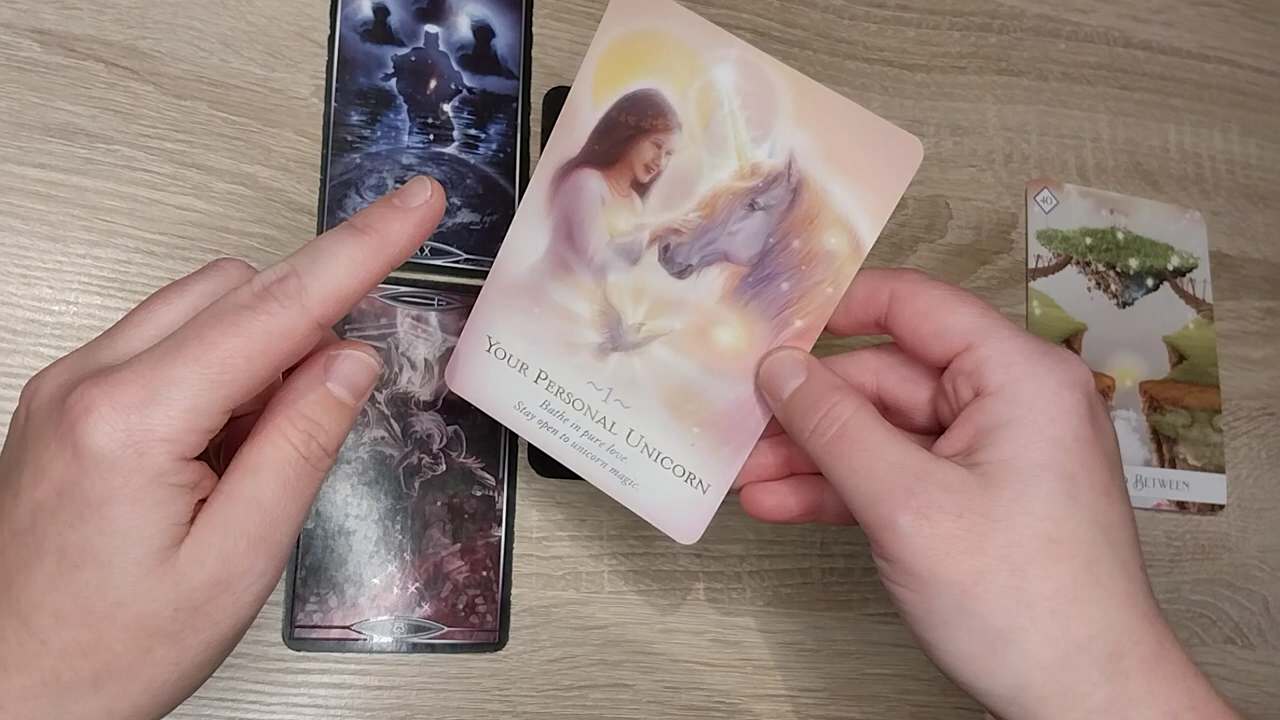 ~1~
YOUR PERSONAL UNICORN
Bathe in pure love.
Stay open to unicorn magic.
40
BETWEEN